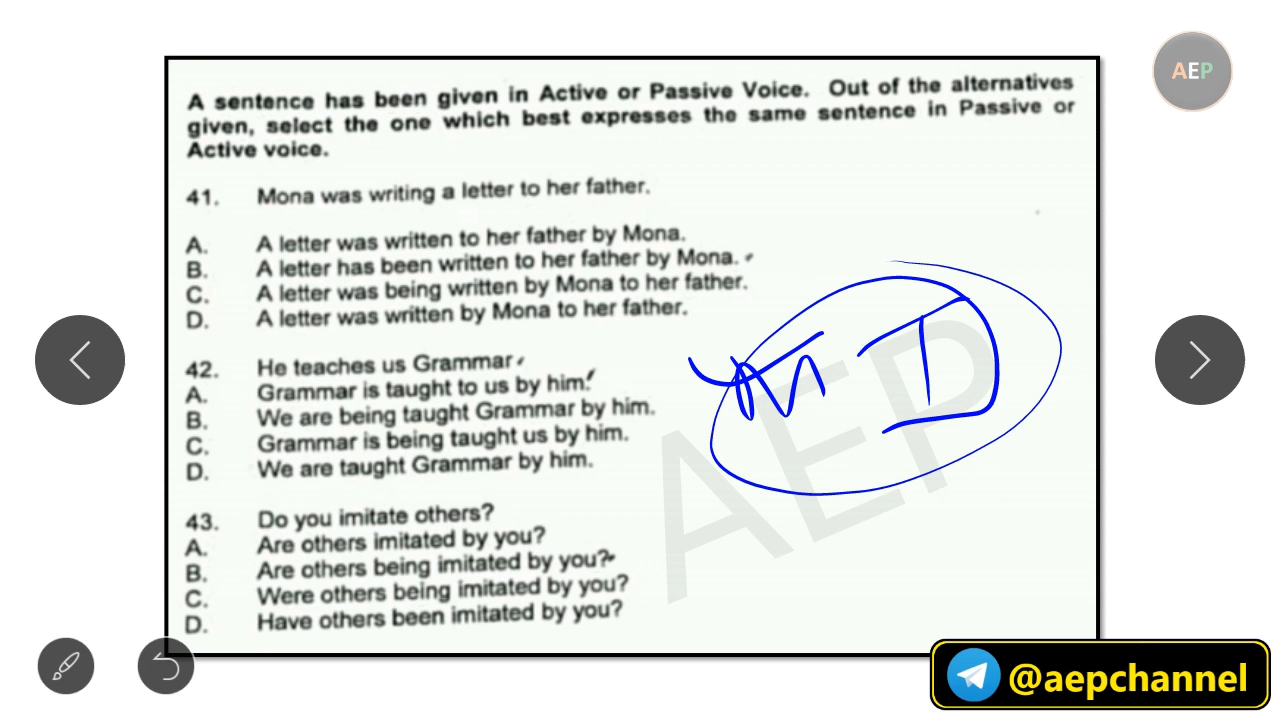 AEP
A sentence has been given in Active or Passive Voice. Out of the alternatives
given, select the one which best expresses the same sentence in Passive or
Active voice.
41. Mona was writing a letter to her father.
A. A letter was written to her father by Mona.
B. A letter has been written to her father by Mona.
C. A letter was being written by Mona to her father.
D. A letter was written by Mona to her father.
42. He teaches us Grammar.
A. Grammar is taught to us by him.
B. We are being taught Grammar by him.
C. Grammar is being taught us by him.
D. We are taught Grammar by him.
43. Do you imitate others?
A. Are others imitated by you?
B. Are others being imitated by you?
C. Were others being imitated by you?
D. Have others been imitated by you?
AEP
@aepchannel